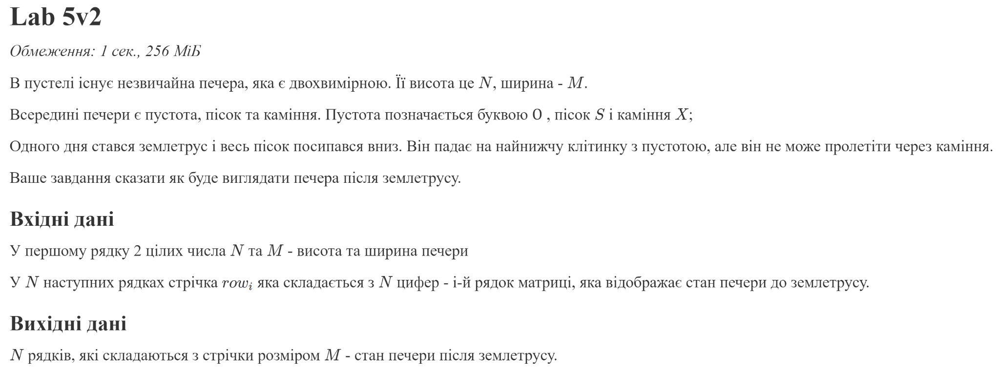 Lab 5v2
Обмеження: 1 сек., 256 МіБ
В пустелі існує незвичайна печера, яка є двохвимірною. Її висота це N, ширина - M.
Всередині печери є пустота, пісок та каміння. Пустота позначається буквою O , пісок S і каміння X;
Одного дня стався землетрус і весь пісок посипався вниз. Він падає на найнижчу клітинку з пустотою, але він не може пролетіти через каміння.
Ваше завдання сказати як буде виглядати печера після землетрусу.
Вхідні дані
У першому рядку 2 цілих числа N та M - висота та ширина печери
У N наступних рядках стрічка row_i яка складається з N цифер - i-й рядок матриці, яка відображає стан печери до землетрусу.
Вихідні дані
N рядків, які складаються з стрічки розміром M - стан печери після землетрусу.